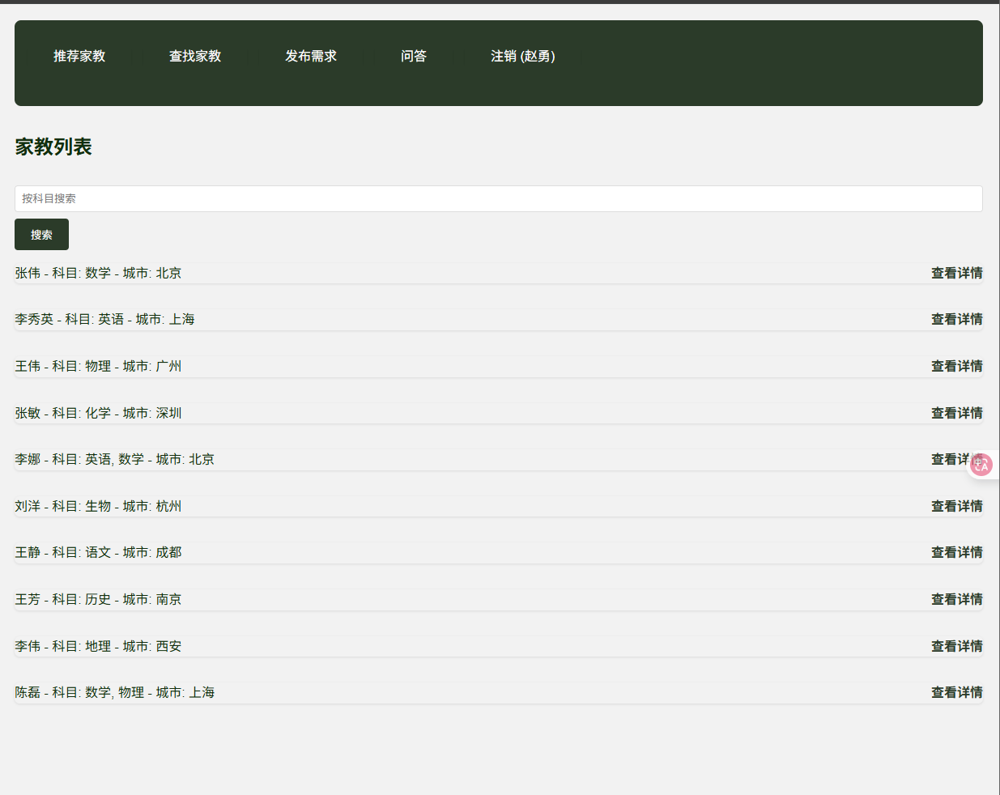 推荐家教 查找家教 发布需求 问答 注销 (赵勇)
家教列表
按科目搜索
搜索
张伟 - 科目: 数学 - 城市: 北京 查看详情
李秀英 - 科目: 英语 - 城市: 上海 查看详情
王伟 - 科目: 物理 - 城市: 广州 查看详情
张敏 - 科目: 化学 - 城市: 深圳 查看详情
李娜 - 科目: 英语, 数学 - 城市: 北京 查看详情
刘洋 - 科目: 生物 - 城市: 杭州 查看详情
王静 - 科目: 语文 - 城市: 成都 查看详情
王芳 - 科目: 历史 - 城市: 南京 查看详情
李伟 - 科目: 地理 - 城市: 西安 查看详情
陈磊 - 科目: 数学, 物理 - 城市: 上海 查看详情